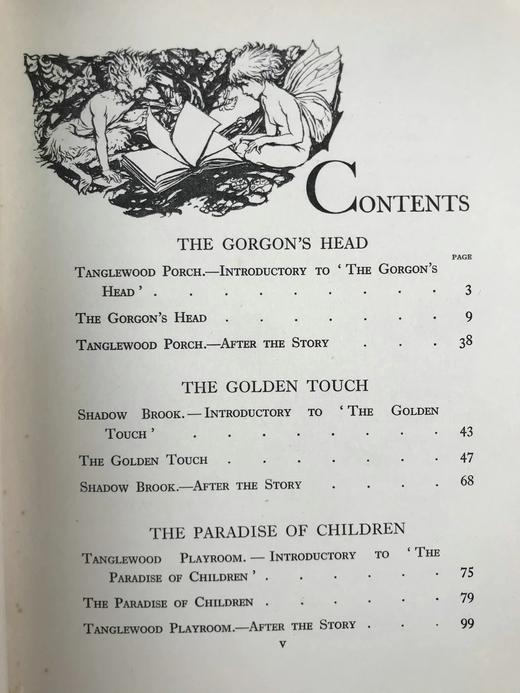 CONTENTS
THE GORGON'S HEAD
PAGE
TANGLEWOOD PORCH.—INTRODUCTORY TO ' THE GORGON'S
HEAD ' . . . . . . . . . 3
THE GORGON'S HEAD . . . . . . . 9
TANGLEWOOD PORCH.—AFTER THE STORY . . . 38
THE GOLDEN TOUCH
SHADOW BROOK.—INTRODUCTORY TO ' THE GOLDEN
TOUCH ' . . . . . . . . 43
THE GOLDEN TOUCH . . . . . . . 47
SHADOW BROOK.—AFTER THE STORY . . . . 68
THE PARADISE OF CHILDREN
TANGLEWOOD PLAYROOM.—INTRODUCTORY TO ' THE
PARADISE OF CHILDREN ' . . . . . . 75
THE PARADISE OF CHILDREN . . . . . . 79
TANGLEWOOD PLAYROOM.—AFTER THE STORY . . . 99
v